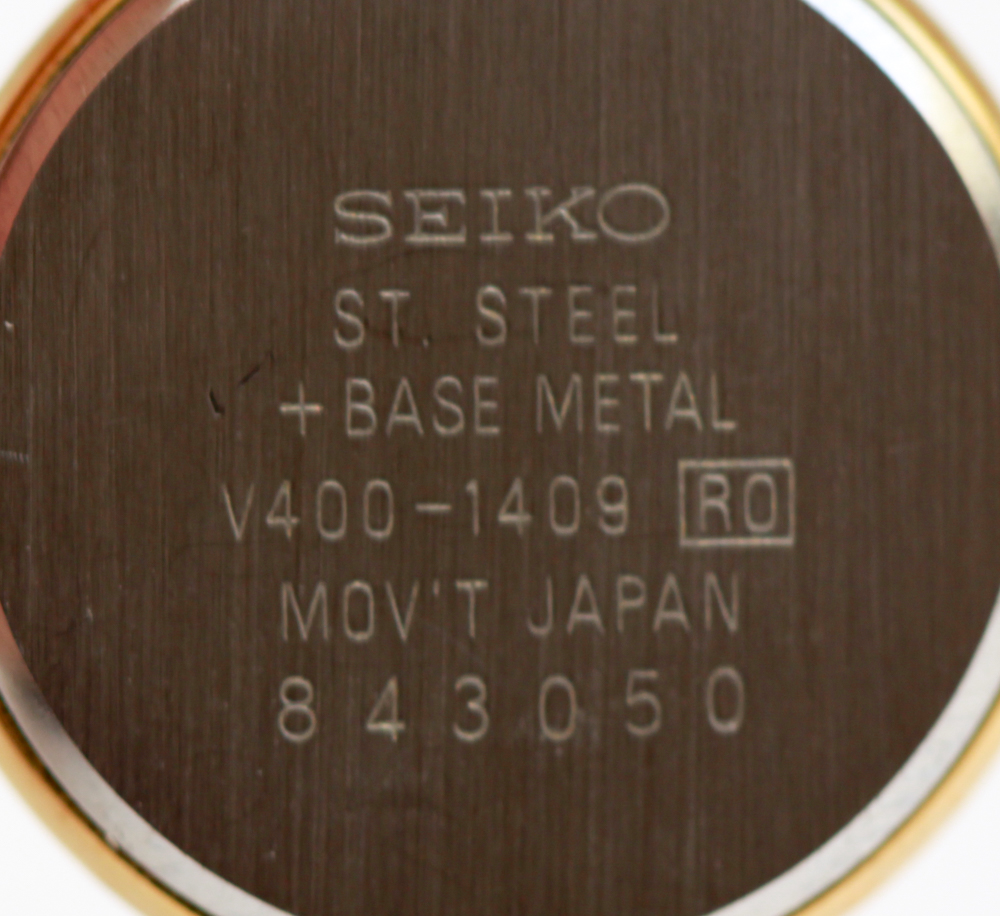 SEIKO
ST. STEEL
+BASE METAL
V400-1409 RO
MOV'T JAPAN
843050